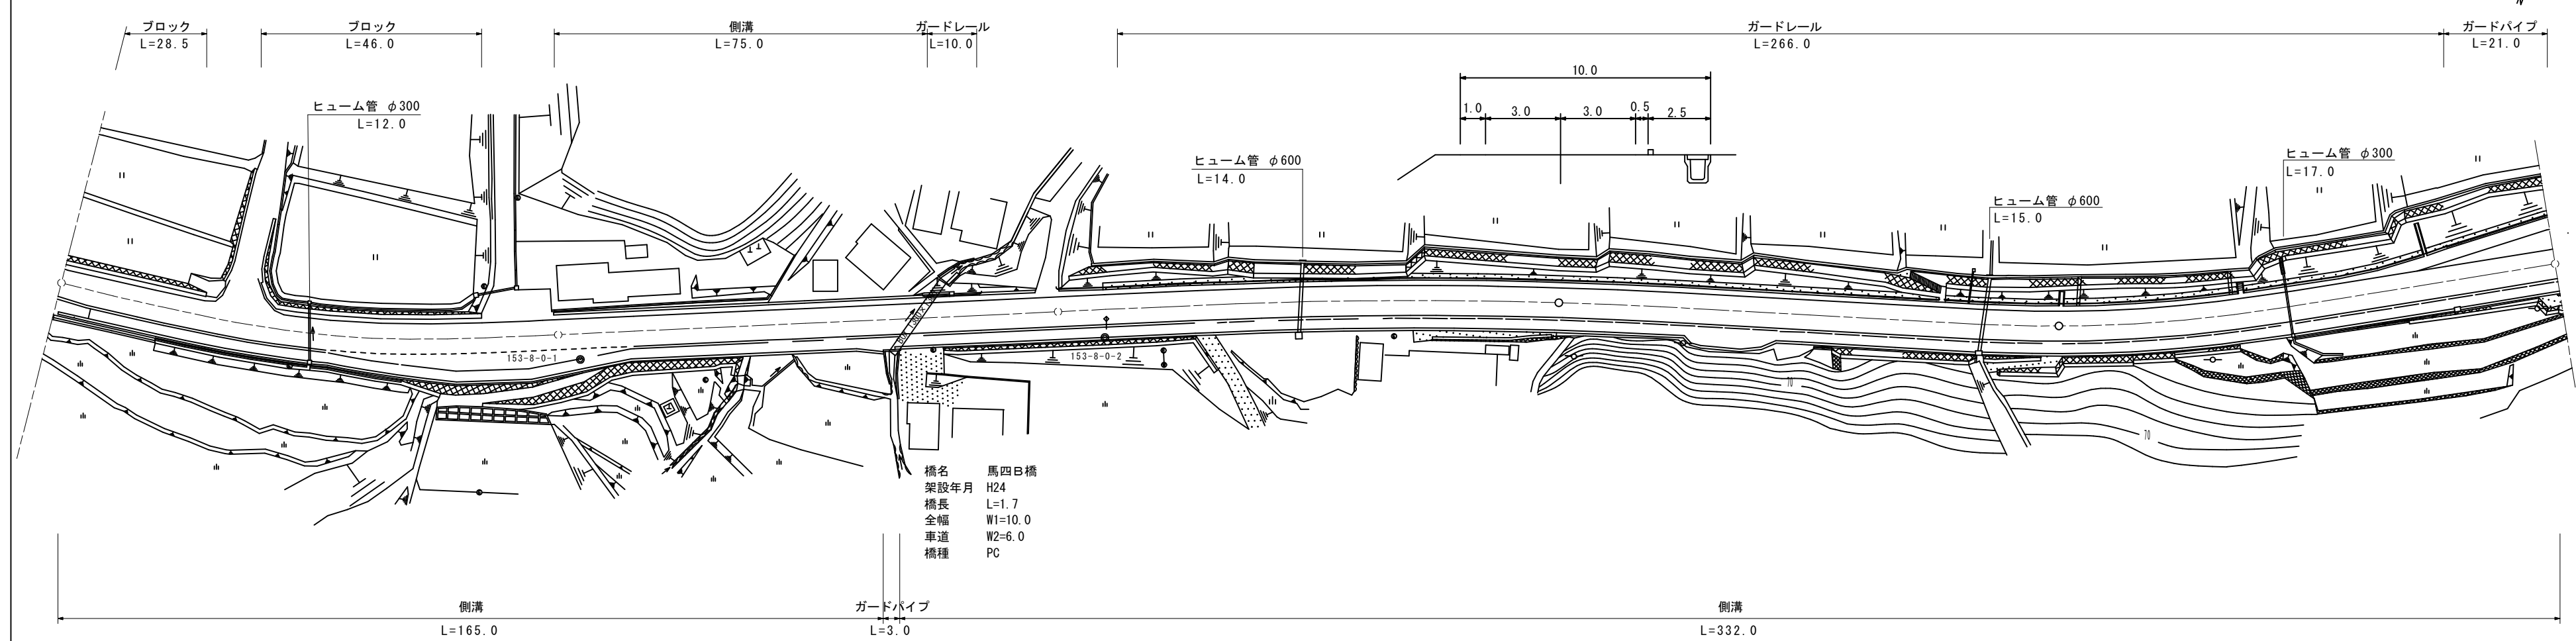 N
ブロック
L=28.5
ブロック
L=46.0
側溝
L=75.0
ガードレール
L=10.0
ガードレール
L=266.0
ガードパイプ
L=21.0
10.0
1.0 3.0 3.0 0.5 2.5
ヒューム管 φ300
L=12.0
ヒューム管 φ600
L=14.0
ヒューム管 φ600
L=15.0
ヒューム管 φ300
L=17.0
153-8-0-1
153-8-0-2
70
70
橋名 馬四B橋
架設年月 H24
橋長 L=1.7
全幅 W1=10.0
車道 W2=6.0
橋種 PC
側溝
L=165.0
ガードパイプ
L=3.0
側溝
L=332.0